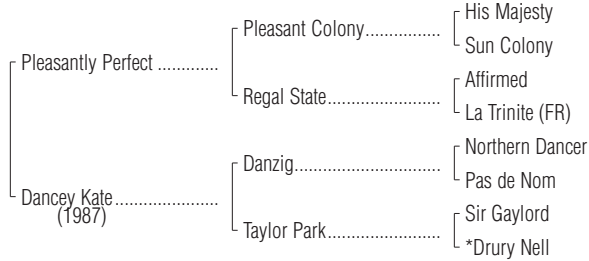 His Majesty
Pleasant Colony..................
Sun Colony
Pleasantly Perfect .............
Affirmed
Regal State........................
La Trinite (FR)
Northern Dancer
Danzig...............................
Pas de Nom
Dancey Kate......................
(1987)
Sir Gaylord
Taylor Park........................
*Drury Nell